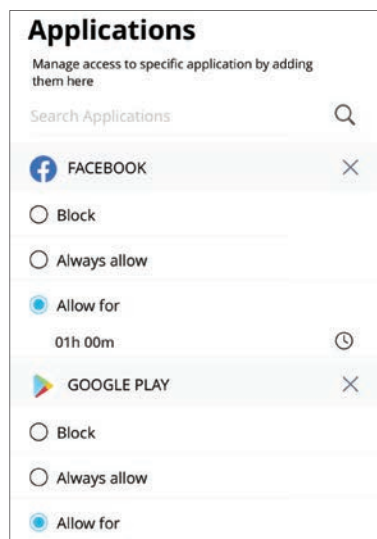 Applications
Manage access to specific application by adding
them here
Search Applications
FACEBOOK
Block
Always allow
Allow for
01h 00m
GOOGLE PLAY
Block
Always allow
Allow for